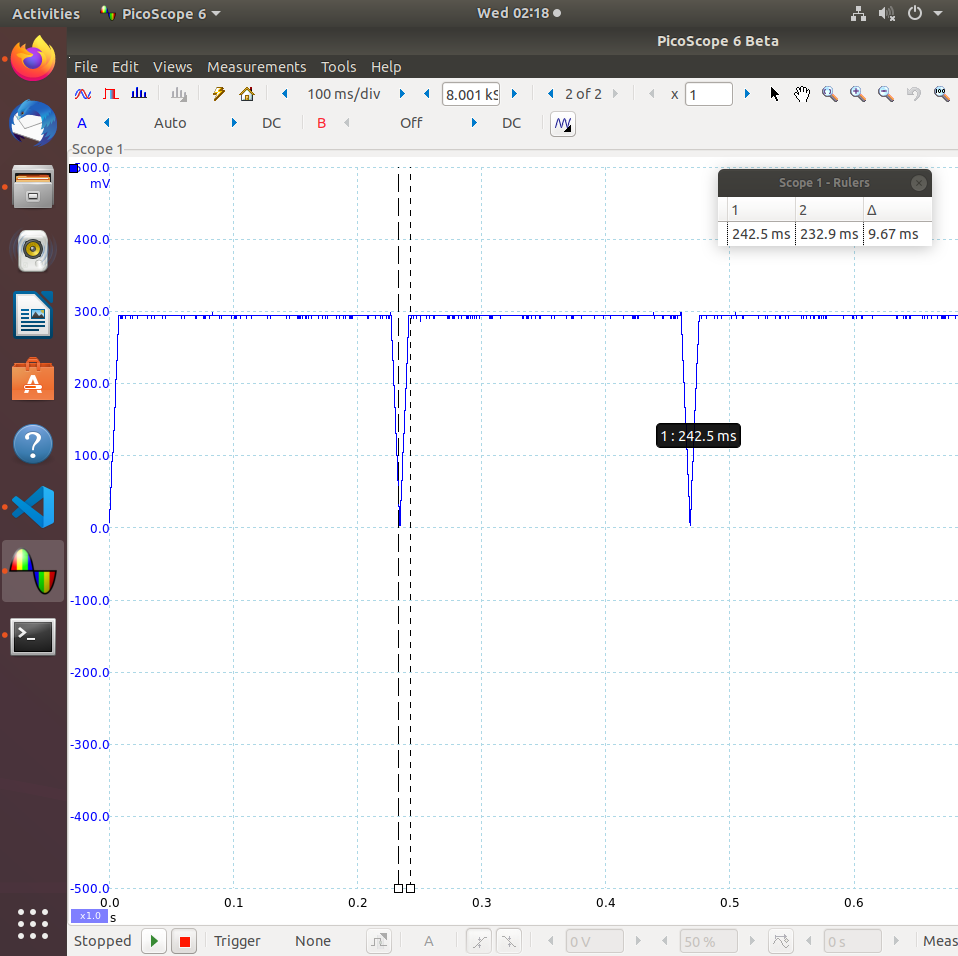 Activities PicoScope 6 Wed 02:18
PicoScope 6 Beta
File Edit Views Measurements Tools Help
100 ms/div 8.001 kS 2 of 2 x 1
A Auto DC B Off DC
Scope 1
500.0
mV
Scope 1 - Rulers
1 2 Δ
242.5 ms 232.9 ms 9.67 ms
400.0
300.0
200.0
1 : 242.5 ms
100.0
0.0
-100.0
-200.0
-300.0
-400.0
-500.0
0.0 0.1 0.2 0.3 0.4 0.5 0.6
x1.0 s
Stopped Trigger None A 0 V 50 % 0 s Meas